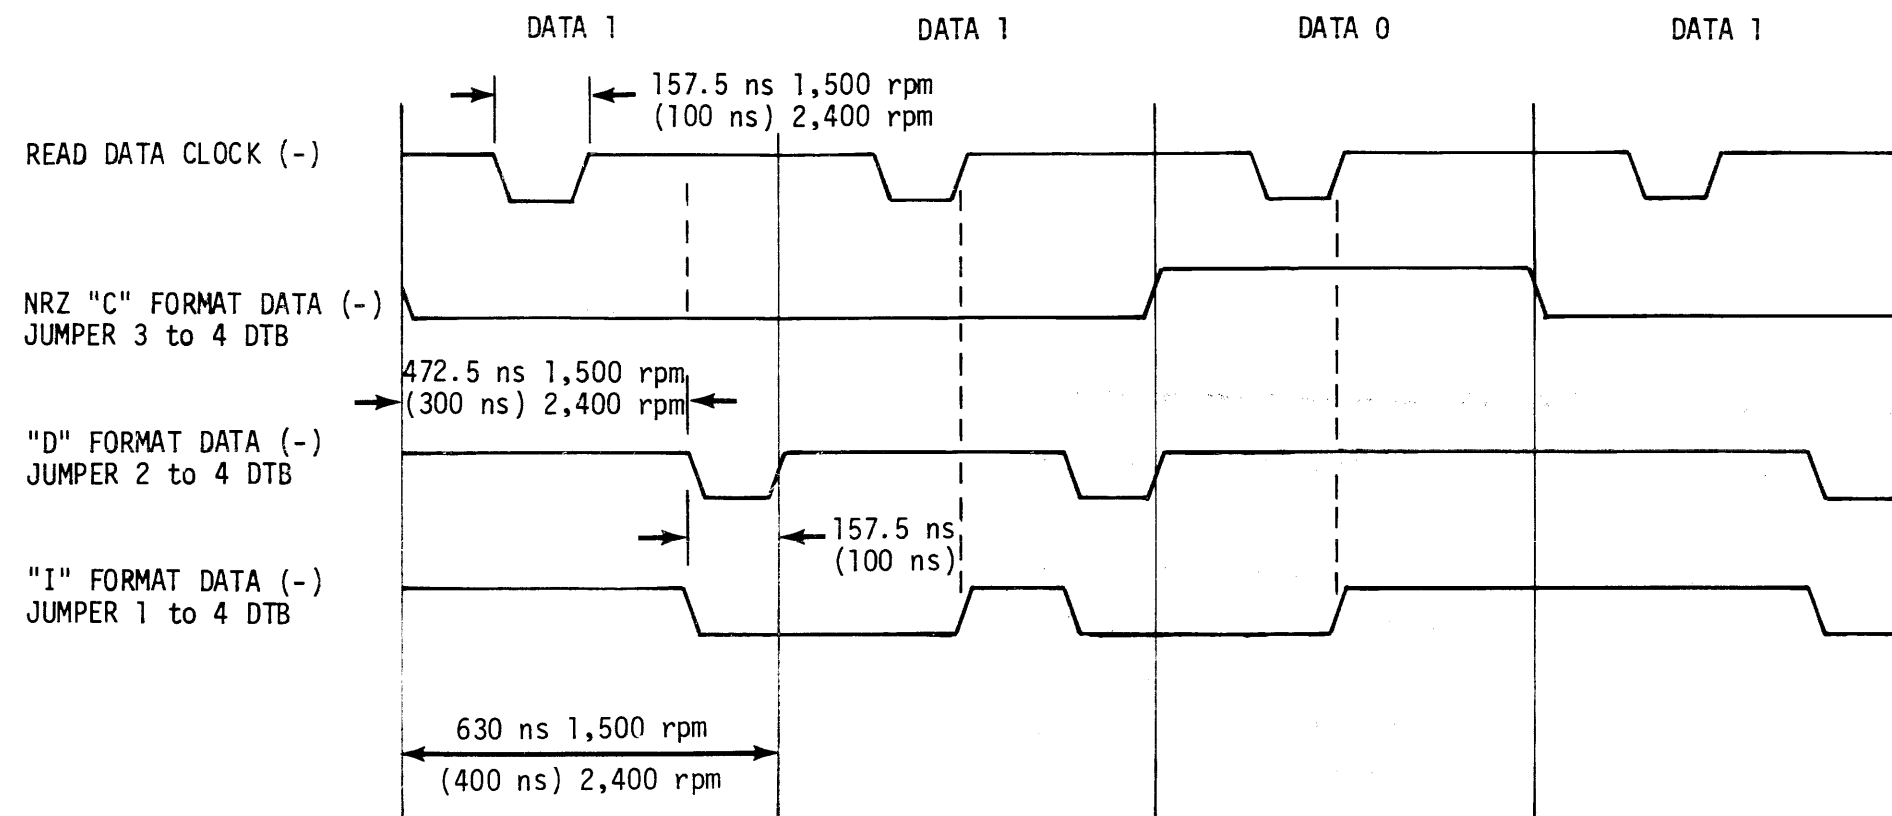 DATA 1
DATA 1
DATA 0
DATA 1
157.5 ns 1,500 rpm
(100 ns) 2,400 rpm
READ DATA CLOCK (-)
NRZ "C" FORMAT DATA (-)
JUMPER 3 to 4 DTB
472.5 ns 1,500 rpm
(300 ns) 2,400 rpm
"D" FORMAT DATA (-)
JUMPER 2 to 4 DTB
157.5 ns
(100 ns)
"I" FORMAT DATA (-)
JUMPER 1 to 4 DTB
630 ns 1,500 rpm
(400 ns) 2,400 rpm